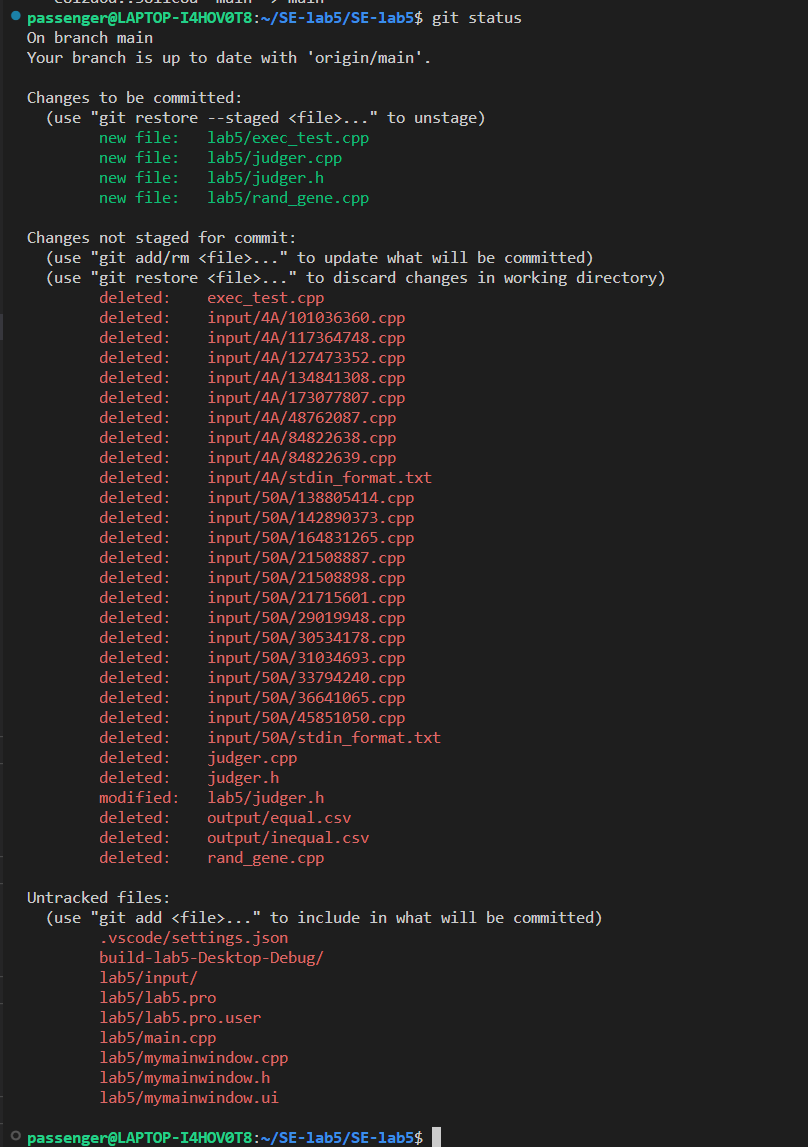 passenger@LAPTOP-I4HOV0T8:~/SE-lab5/SE-lab5$ git status
On branch main
Your branch is up to date with 'origin/main'.
Changes to be committed:
  (use "git restore --staged <file>..." to unstage)
        new file:   lab5/exec_test.cpp
        new file:   lab5/judger.cpp
        new file:   lab5/judger.h
        new file:   lab5/rand_gene.cpp
Changes not staged for commit:
  (use "git add/rm <file>..." to update what will be committed)
  (use "git restore <file>..." to discard changes in working directory)
        deleted:    exec_test.cpp
        deleted:    input/4A/101036360.cpp
        deleted:    input/4A/117364748.cpp
        deleted:    input/4A/127473352.cpp
        deleted:    input/4A/134841308.cpp
        deleted:    input/4A/173077807.cpp
        deleted:    input/4A/48762087.cpp
        deleted:    input/4A/84822638.cpp
        deleted:    input/4A/84822639.cpp
        deleted:    input/4A/stdin_format.txt
        deleted:    input/50A/138805414.cpp
        deleted:    input/50A/142890373.cpp
        deleted:    input/50A/164831265.cpp
        deleted:    input/50A/21508887.cpp
        deleted:    input/50A/21508898.cpp
        deleted:    input/50A/21715601.cpp
        deleted:    input/50A/29019948.cpp
        deleted:    input/50A/30534178.cpp
        deleted:    input/50A/31034693.cpp
        deleted:    input/50A/33794240.cpp
        deleted:    input/50A/36641065.cpp
        deleted:    input/50A/45851050.cpp
        deleted:    input/50A/stdin_format.txt
        deleted:    judger.cpp
        deleted:    judger.h
        modified:   lab5/judger.h
        deleted:    output/equal.csv
        deleted:    output/inequal.csv
        deleted:    rand_gene.cpp
Untracked files:
  (use "git add <file>..." to include in what will be committed)
        .vscode/settings.json
        build-lab5-Desktop-Debug/
        lab5/input/
        lab5/lab5.pro
        lab5/lab5.pro.user
        lab5/main.cpp
        lab5/mymainwindow.cpp
        lab5/mymainwindow.h
        lab5/mymainwindow.ui
passenger@LAPTOP-I4HOV0T8:~/SE-lab5/SE-lab5$